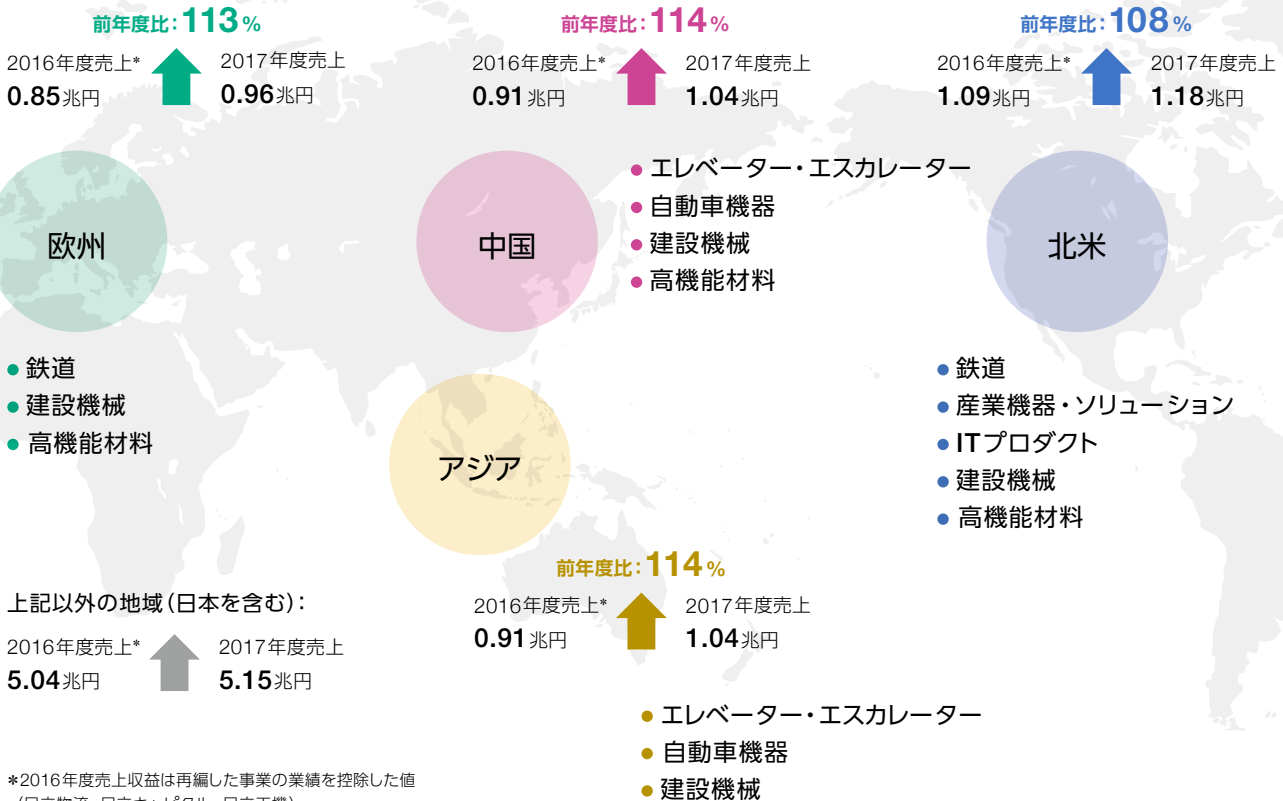 前年度比：113%
2016年度売上*
0.85兆円
2017年度売上
0.96兆円
欧州
● 鉄道
● 建設機械
● 高機能材料
前年度比：114%
2016年度売上*
0.91兆円
2017年度売上
1.04兆円
中国
● エレベーター・エスカレーター
● 自動車機器
● 建設機械
● 高機能材料
前年度比：108%
2016年度売上*
1.09兆円
2017年度売上
1.18兆円
北米
● 鉄道
● 産業機器・ソリューション
● ITプロダクト
● 建設機械
● 高機能材料
アジア
前年度比：114%
2016年度売上*
0.91兆円
2017年度売上
1.04兆円
● エレベーター・エスカレーター
● 自動車機器
● 建設機械
上記以外の地域（日本を含む）：
2016年度売上*
5.04兆円
2017年度売上
5.15兆円
*2016年度売上収益は再編した事業の業績を控除した値